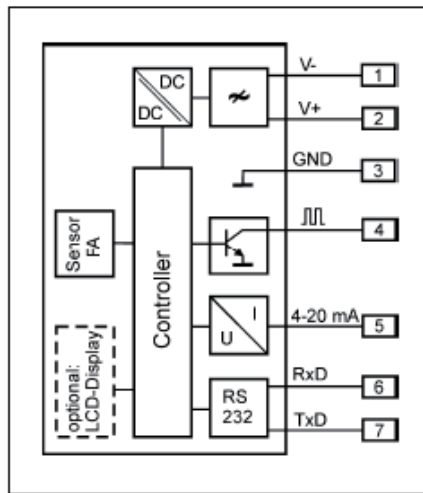 DC
DC
V-
1
V+
2
GND
3
4
Sensor
FA
Controller
optional:
LCD-Display
I
U
4-20 mA
5
RS
232
RxD
6
TxD
7